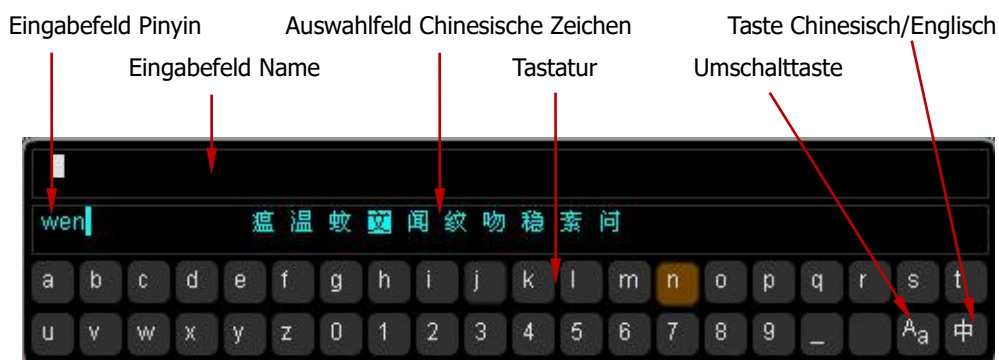 Eingabefeld Pinyin Auswahlfeld Chinesische Zeichen Taste Chinesisch/Englisch
Eingabefeld Name Tastatur Umschalttaste
wen 瘟 温 蚊 文 闻 纹 吻 稳 紊 问
a b c d e f g h i j k l m n o p q r s t
u v w x y z 0 1 2 3 4 5 6 7 8 9 _ Aa 中